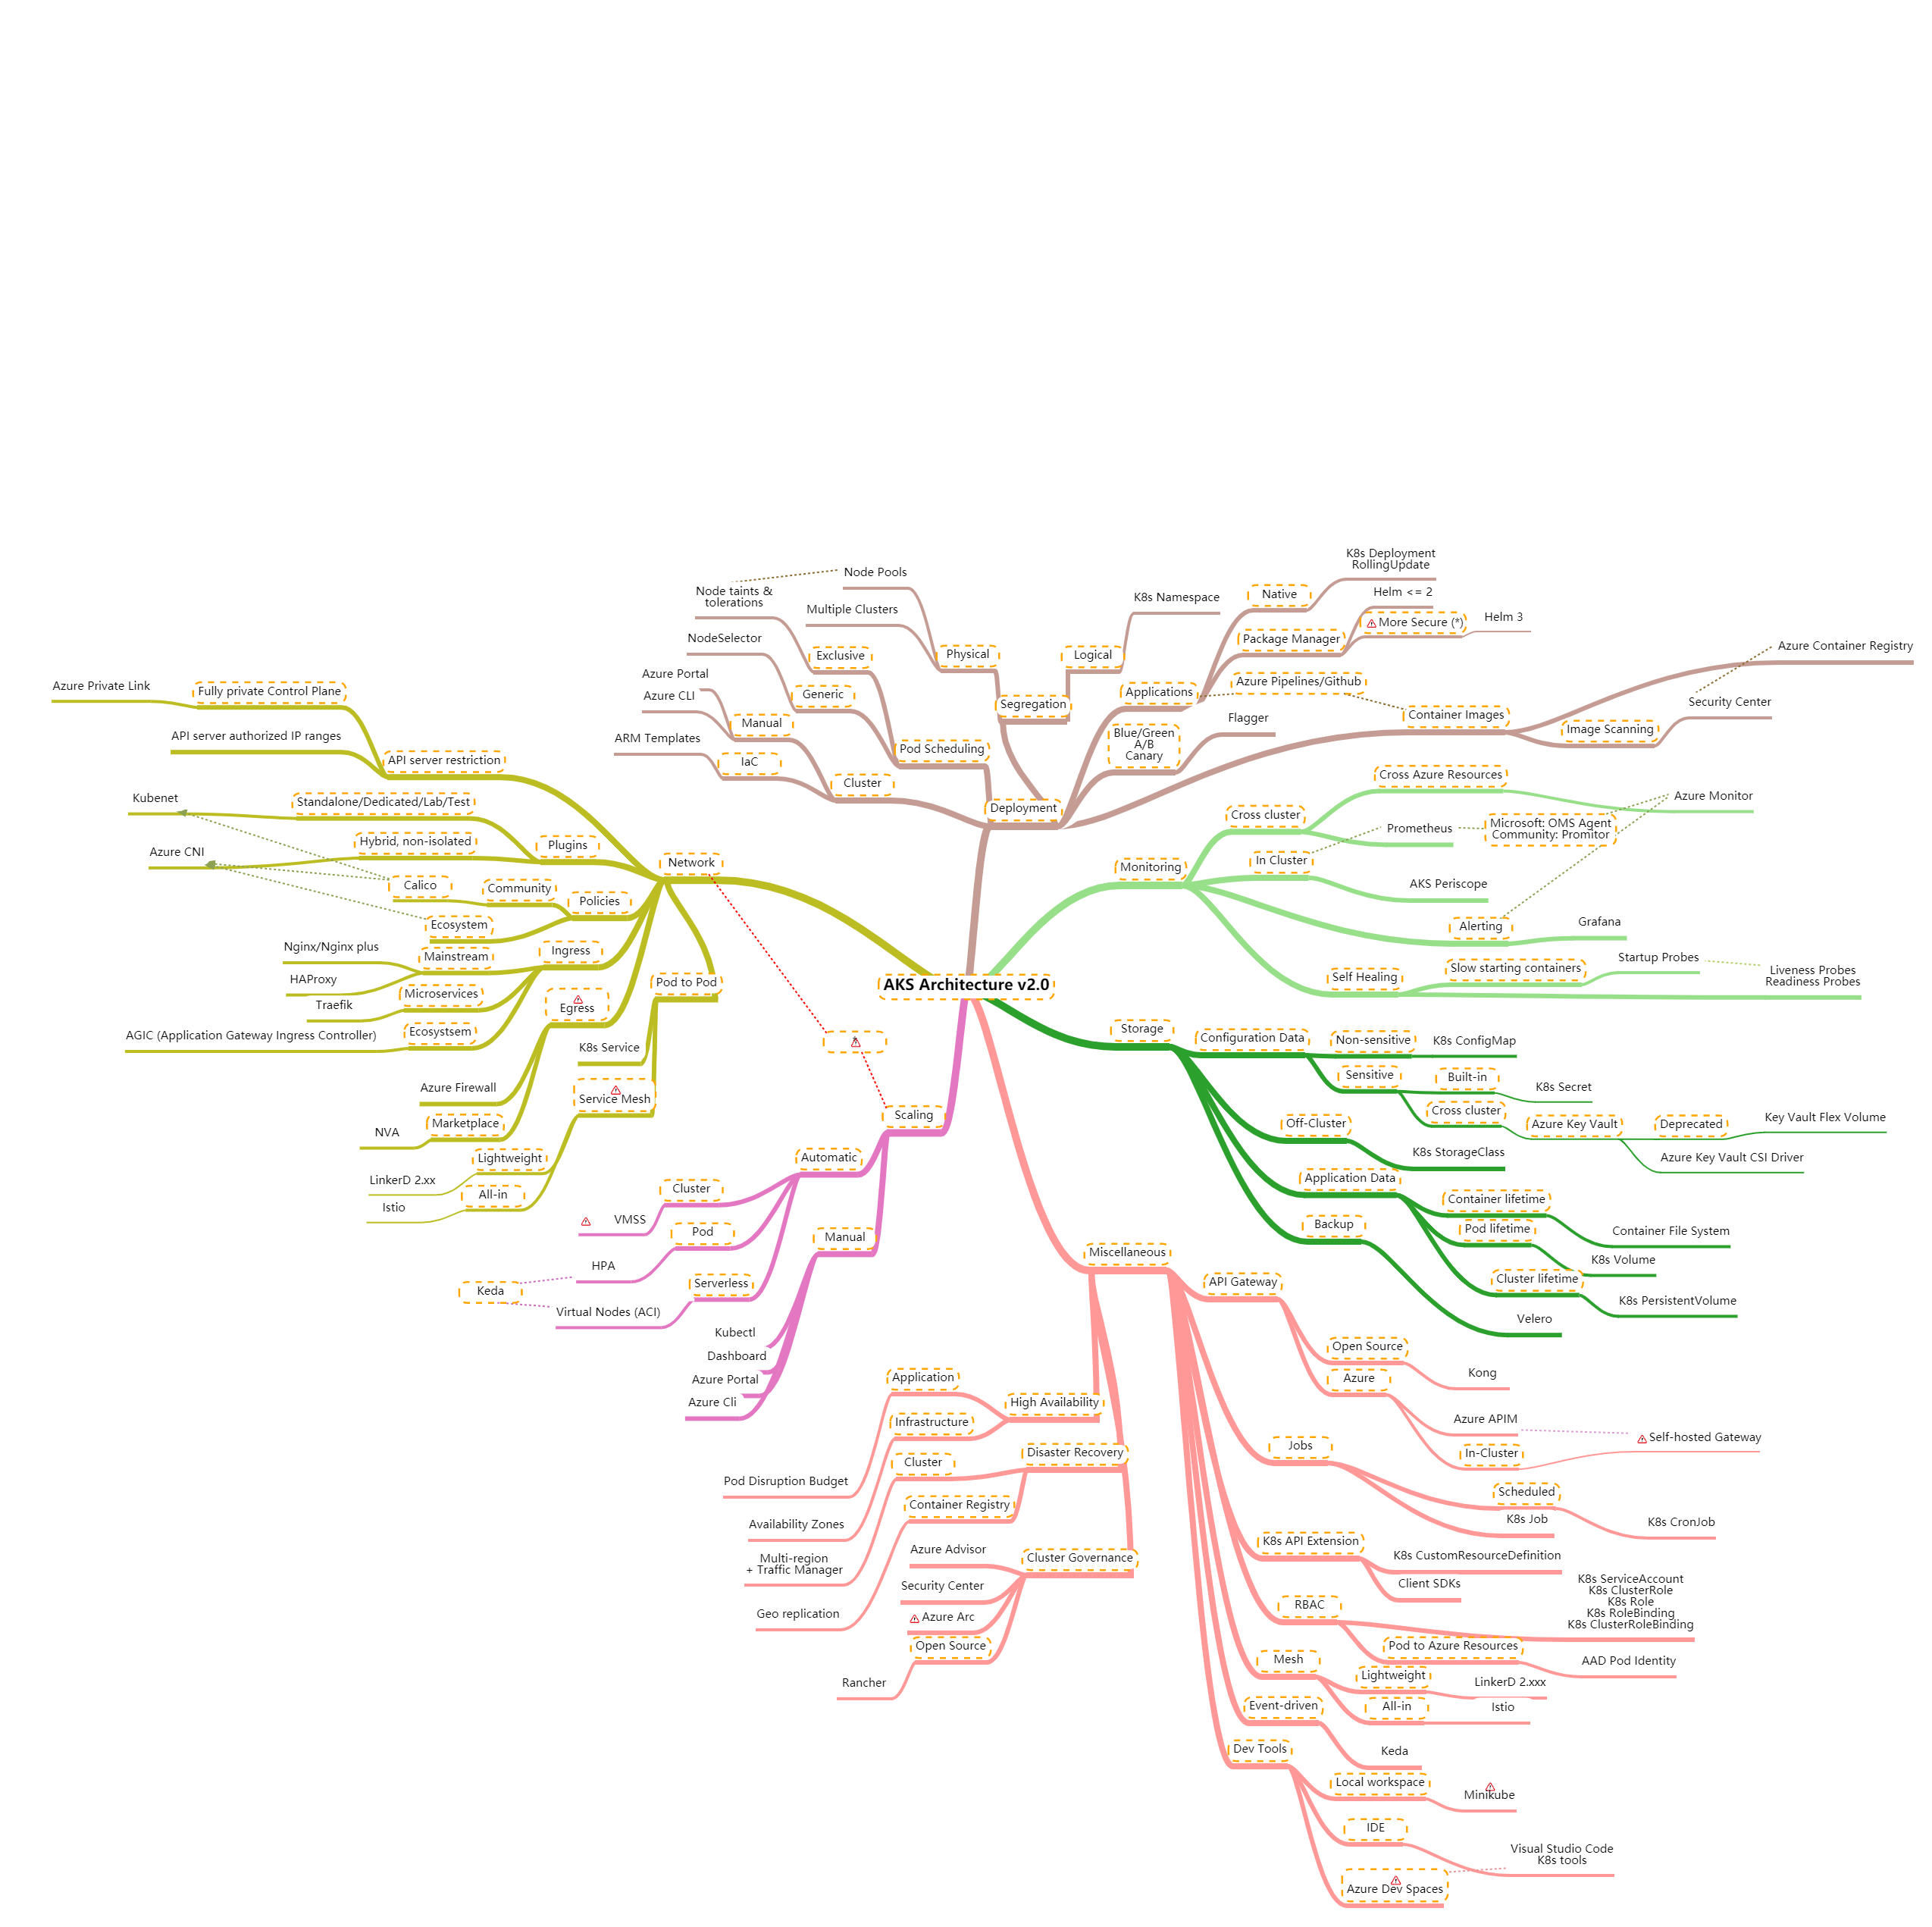 AKS Architecture v2.0
Deployment
Segregation
Physical
Node Pools
Multiple Clusters
Logical
K8s Namespace
Pod Scheduling
Exclusive
Node taints &
tolerations
Generic
NodeSelector
Cluster
Manual
Azure Portal
Azure CLI
IaC
ARM Templates
Applications
Native
K8s Deployment
RollingUpdate
Package Manager
Helm <= 2
More Secure (*)
Helm 3
Azure Pipelines/Github
Blue/Green
A/B
Canary
Flagger
Container Images
Azure Container Registry
Image Scanning
Security Center
Monitoring
Cross cluster
Cross Azure Resources
Azure Monitor
Prometheus
Microsoft: OMS Agent
Community: Promitor
In Cluster
AKS Periscope
Alerting
Grafana
Self Healing
Slow starting containers
Startup Probes
Liveness Probes
Readiness Probes
Storage
Configuration Data
Non-sensitive
K8s ConfigMap
Sensitive
Built-in
K8s Secret
Cross cluster
Azure Key Vault
Deprecated
Key Vault Flex Volume
Azure Key Vault CSI Driver
Off-Cluster
K8s StorageClass
Application Data
Container lifetime
Container File System
Pod lifetime
K8s Volume
Cluster lifetime
K8s PersistentVolume
Backup
Velero
Miscellaneous
API Gateway
Open Source
Kong
Azure
Azure APIM
In-Cluster
Self-hosted Gateway
Jobs
Scheduled
K8s CronJob
K8s Job
K8s API Extension
K8s CustomResourceDefinition
Client SDKs
RBAC
K8s ServiceAccount
K8s ClusterRole
K8s Role
K8s RoleBinding
K8s ClusterRoleBinding
Pod to Azure Resources
AAD Pod Identity
Mesh
Lightweight
LinkerD 2.xxx
All-in
Istio
Event-driven
Keda
Dev Tools
Local workspace
Minikube
IDE
Visual Studio Code
K8s tools
Azure Dev Spaces
High Availability
Application
Pod Disruption Budget
Infrastructure
Availability Zones
Disaster Recovery
Cluster
Multi-region
+ Traffic Manager
Container Registry
Geo replication
Cluster Governance
Azure Advisor
Security Center
Azure Arc
Open Source
Rancher
Scaling
Automatic
Cluster
VMSS
Pod
HPA
Serverless
Virtual Nodes (ACI)
Keda
Manual
Kubectl
Dashboard
Azure Portal
Azure Cli
Network
API server restriction
Fully private Control Plane
Azure Private Link
API server authorized IP ranges
Plugins
Standalone/Dedicated/Lab/Test
Kubenet
Hybrid, non-isolated
Azure CNI
Policies
Community
Calico
Ecosystem
Ingress
Mainstream
Nginx/Nginx plus
HAProxy
Microservices
Traefik
Ecosystsem
AGIC (Application Gateway Ingress Controller)
Egress
Azure Firewall
Marketplace
NVA
Pod to Pod
K8s Service
Service Mesh
Lightweight
LinkerD 2.xx
All-in
Istio